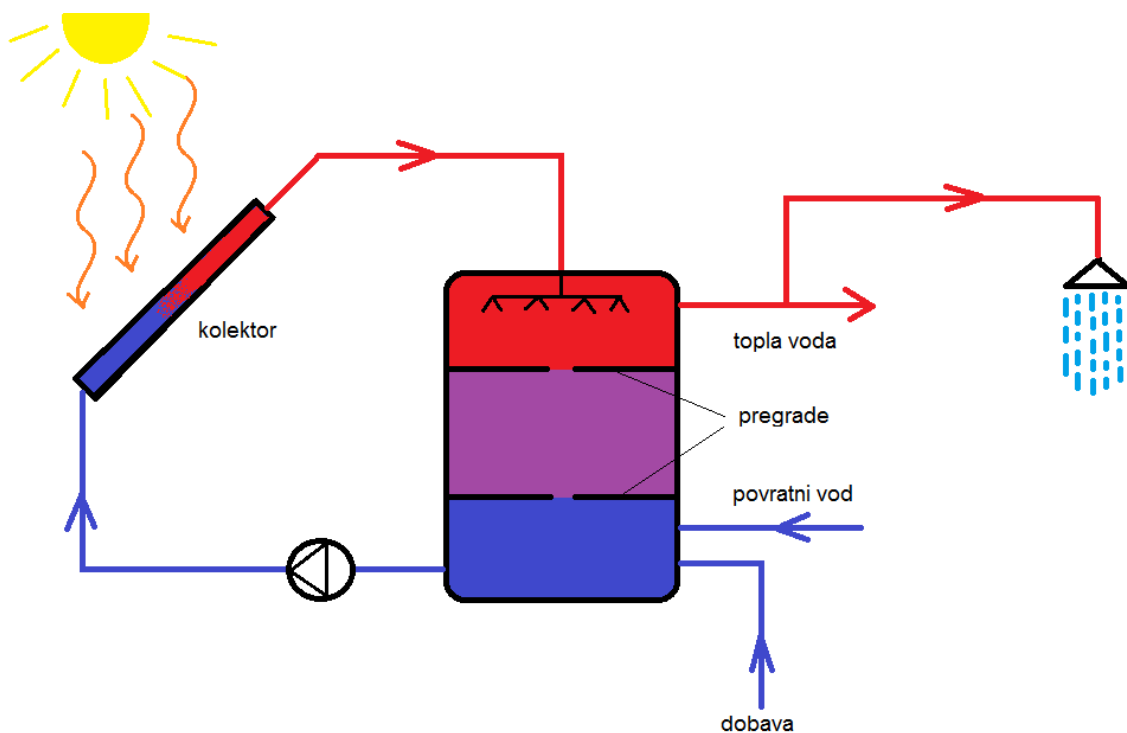 kolektor
topla voda
pregrade
povratni vod
dobava